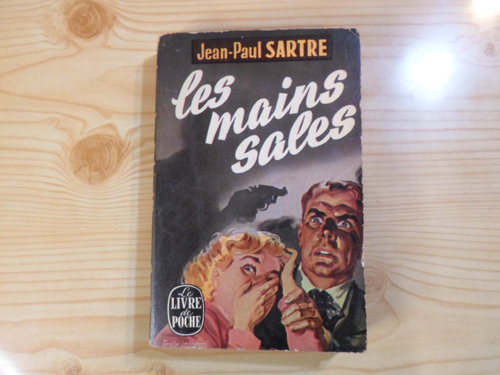 Jean-Paul SARTRE
les
mains
sales
Le
LIVRE
de
POCHE